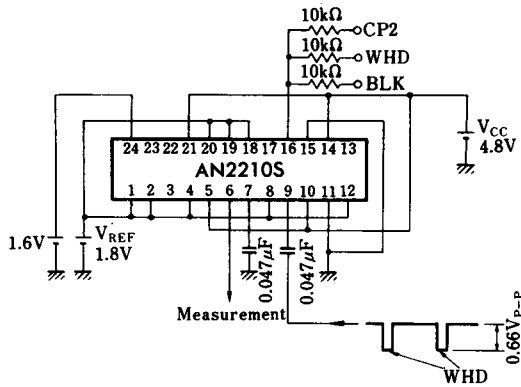 10kΩ
CP2
10kΩ
WHD
10kΩ
BLK
24 23 22 21 20 19 18 17 16 15 14 13
AN2210S
1 2 3 4 5 6 7 8 9 10 11 12
VCC
4.8V
1.6V
VREF
1.8V
0.047μF
0.047μF
Measurement
0.66VP-P
WHD